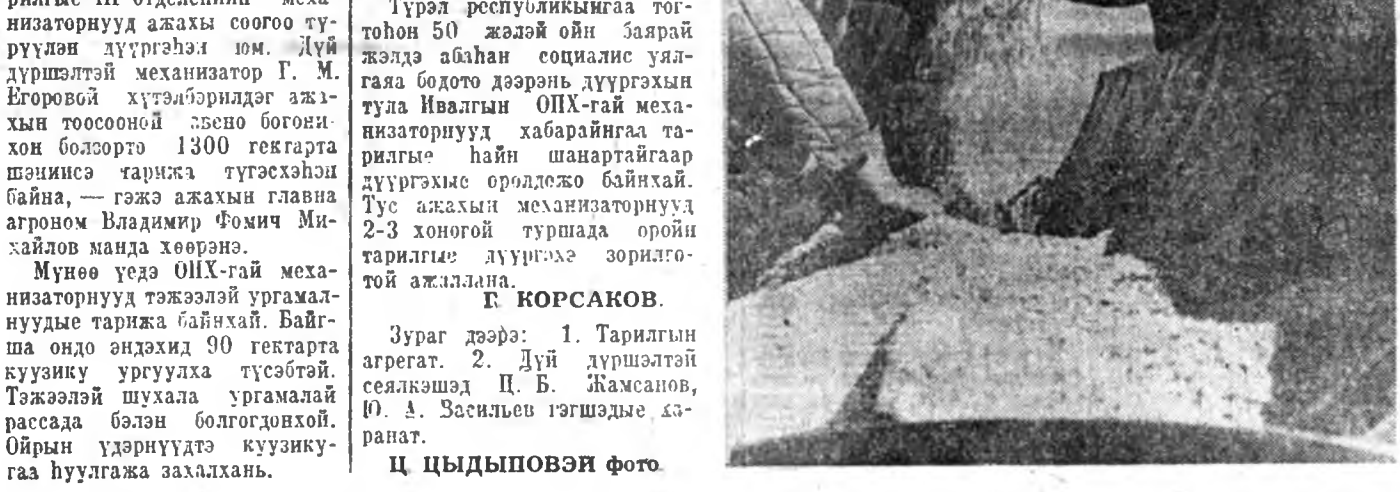 рилгые III отделениин меха-
низаторнууд ажахы соогоо ту-
рүүлэн дүүргэһэн юм. Дүй
дүршэлтэй механизатор Г. М.
Егоровой хүтэлбэрилдэг ажа-
хын тоосооной звено богони-
хон болзорто 1300 гектарта
шэниисэ тарижа түгэсхэһэн
байна, — гэжэ ажахын главна
агроном Владимир Фомич Ми-
хайлов манда хөөрэнэ.
Мүнөө үедэ ОПХ-гай меха-
низаторнууд тэжээлэй ургамал-
нуудые тарижа байнхай. Байг-
ша ондо эндэхид 90 гектарта
куузику ургуулха түсэбтэй.
Тэжээлэй шухала ургамалай
рассада бэлэн болгогдонхой.
Ойрын үдэрнүүдтэ куузику-
гаа һуулгажа захалхань.
Түрэл республикынгаа тог-
тоһон 50 жэлэй ойн баярай
жэлдэ абаһан социалис уял-
гаяа бодото дээрэнь дүүргэхын
тула Ивалгын ОПХ-гай меха-
низаторнууд хабарайнгаа та-
рилгые һайн шанартайгаар
дүүргэхые оролдожо байнхай.
Тус ажахын механизаторнууд
2-3 хоногой туршада оройн
тарилгые дүүргэхэ зорилго-
той ажаллана.
Г. КОРСАКОВ.
Зураг дээрэ: 1. Тарилгын
агрегат. 2. Дүй дүршэлтэй
сеялкэшэд Ц. Б. Жамсанов,
Ю. А. Васильев гэгшэдые ха-
ранат.
Ц ЦЫДЫПОВЭЙ фото